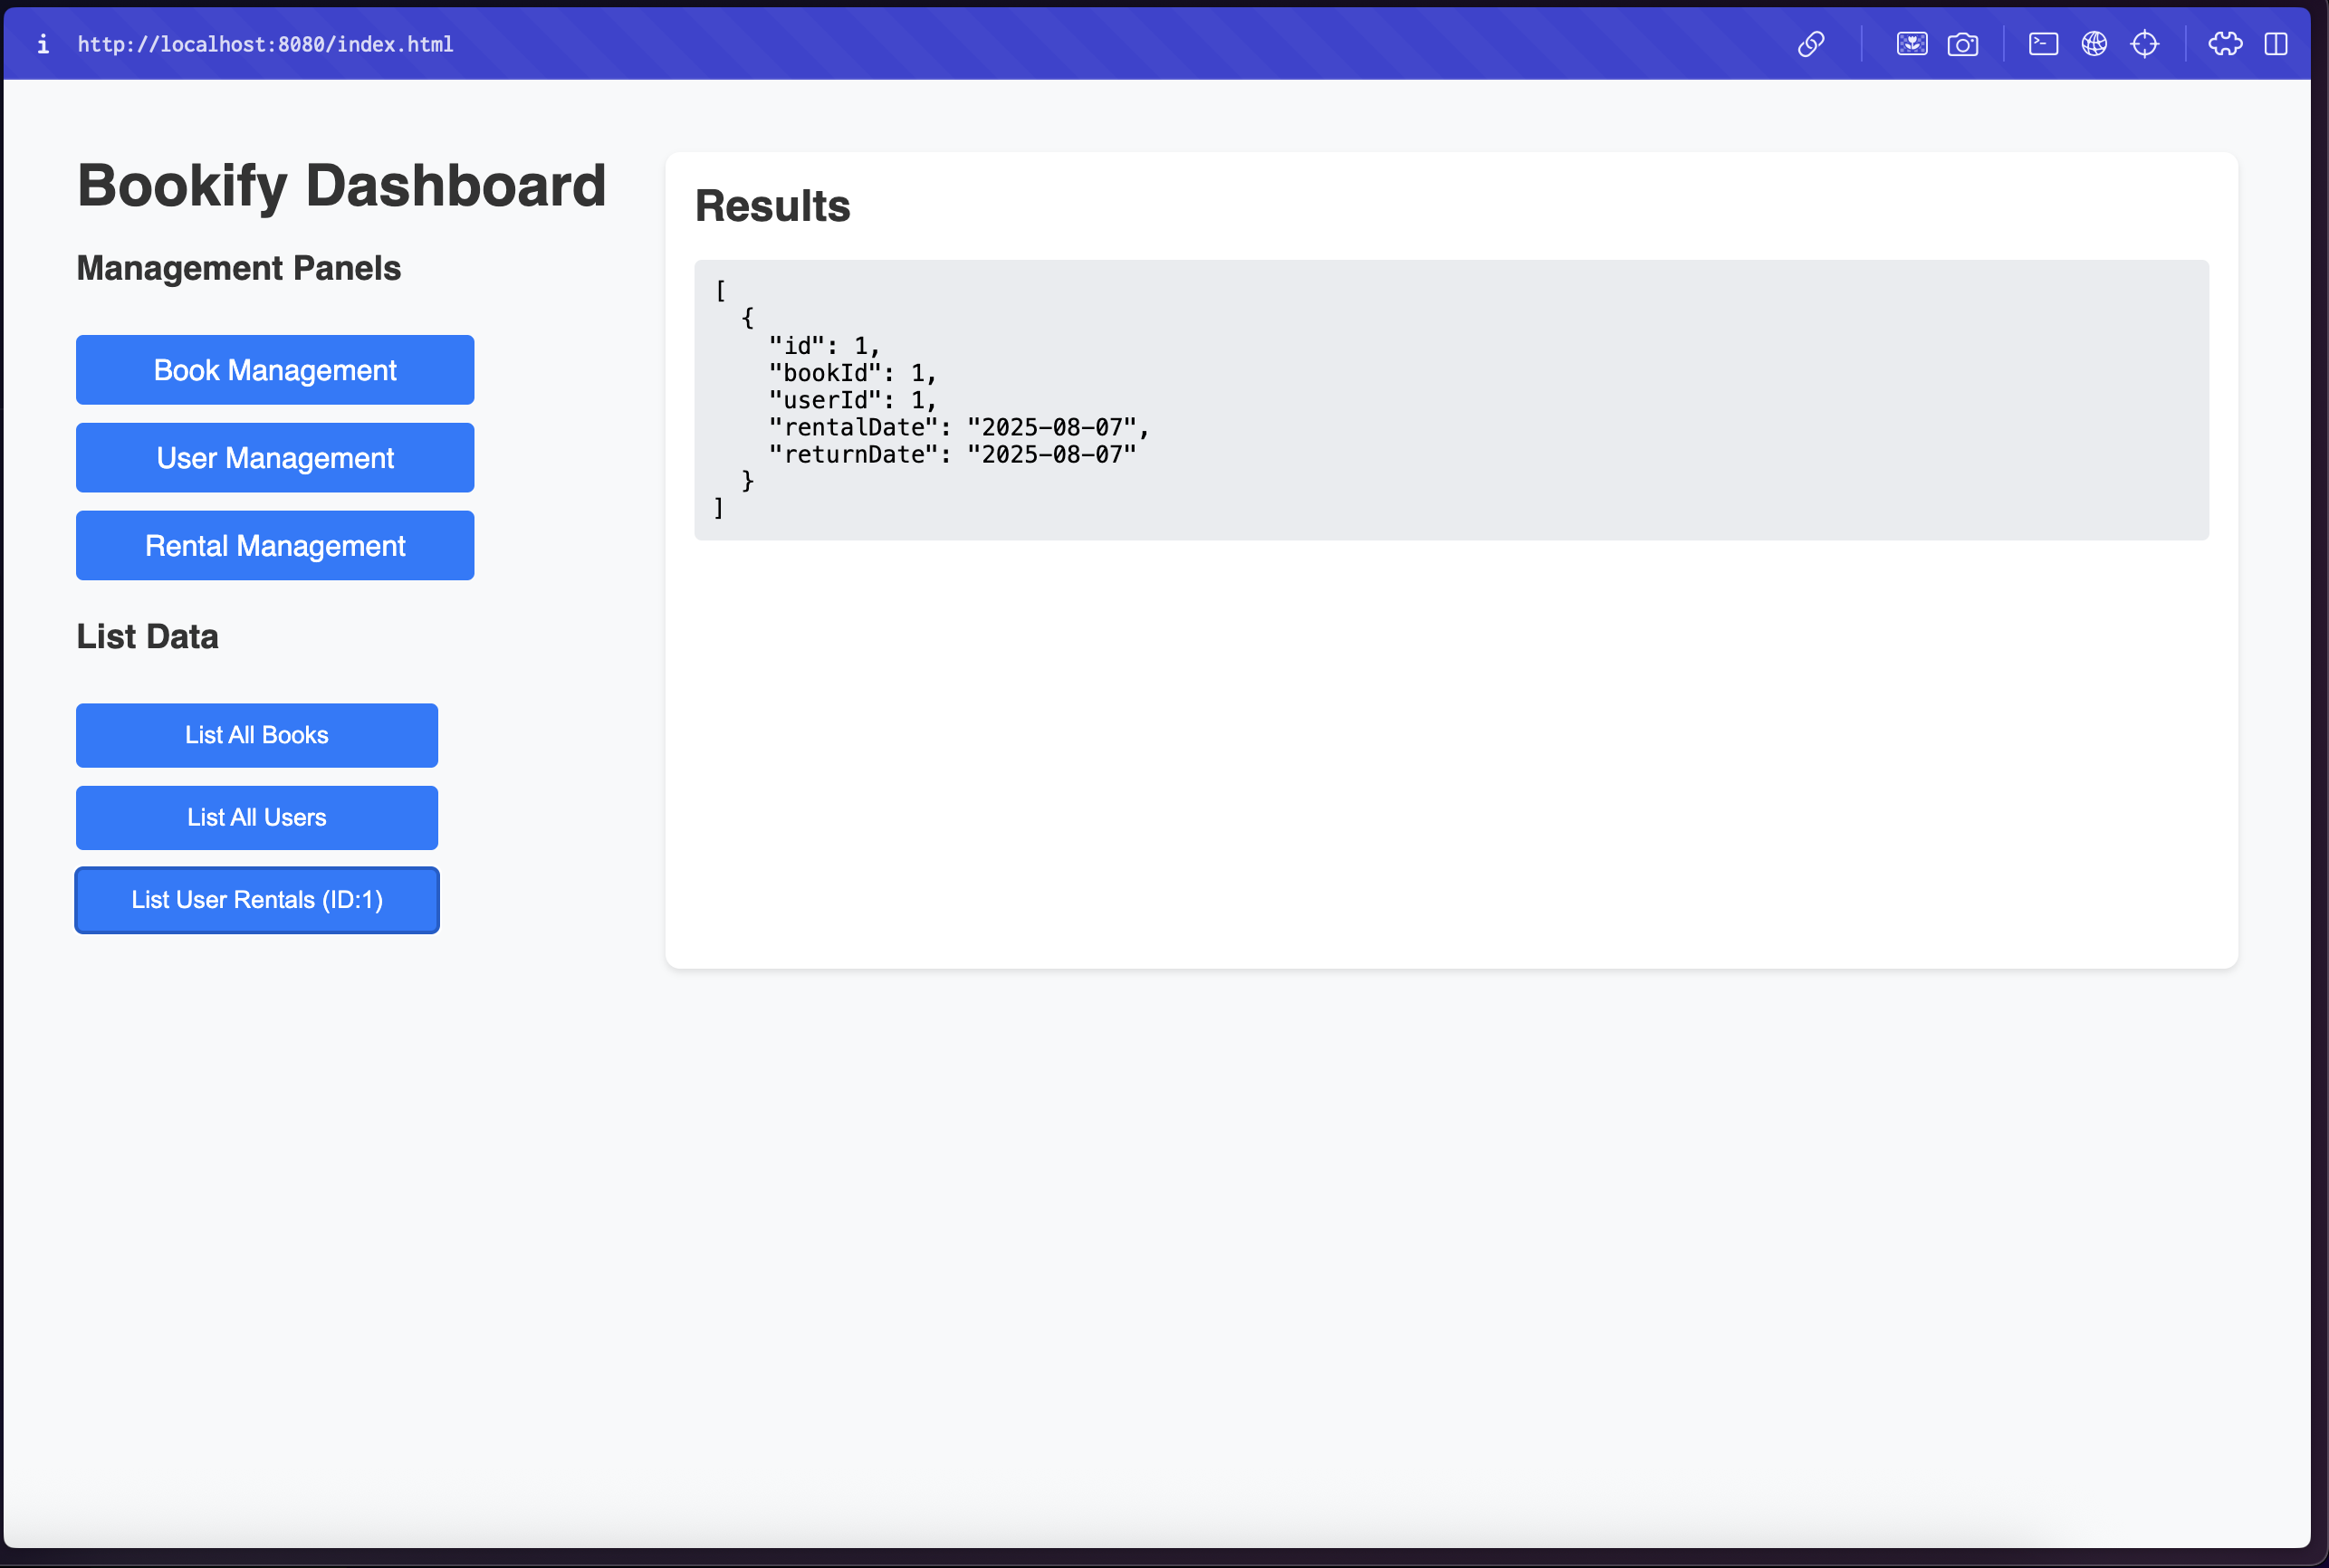 i http://localhost:8080/index.html
Bookify Dashboard
Management Panels
Book Management
User Management
Rental Management
List Data
List All Books
List All Users
List User Rentals (ID:1)
Results
[
  {
    "id": 1,
    "bookId": 1,
    "userId": 1,
    "rentalDate": "2025-08-07",
    "returnDate": "2025-08-07"
  }
]